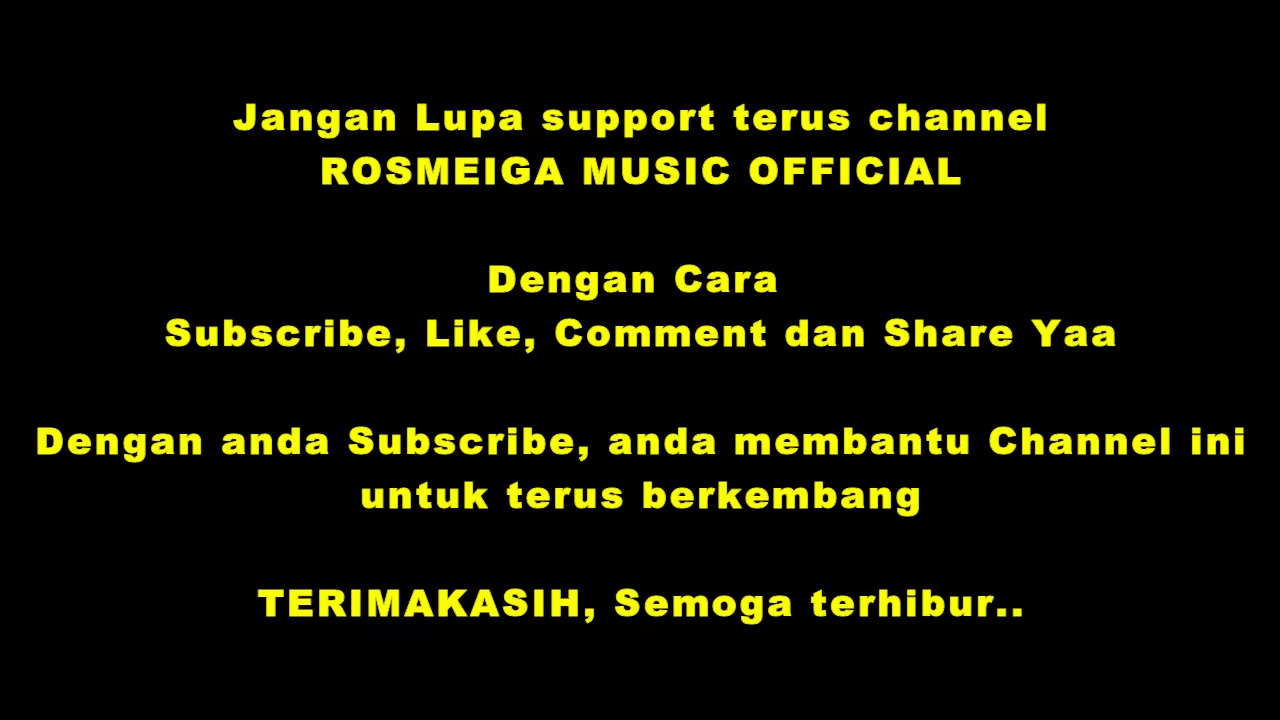 Jangan Lupa support terus channel
ROSMEIGA MUSIC OFFICIAL
Dengan Cara
Subscribe, Like, Comment dan Share Yaa
Dengan anda Subscribe, anda membantu Channel ini
untuk terus berkembang
TERIMAKASIH, Semoga terhibur..